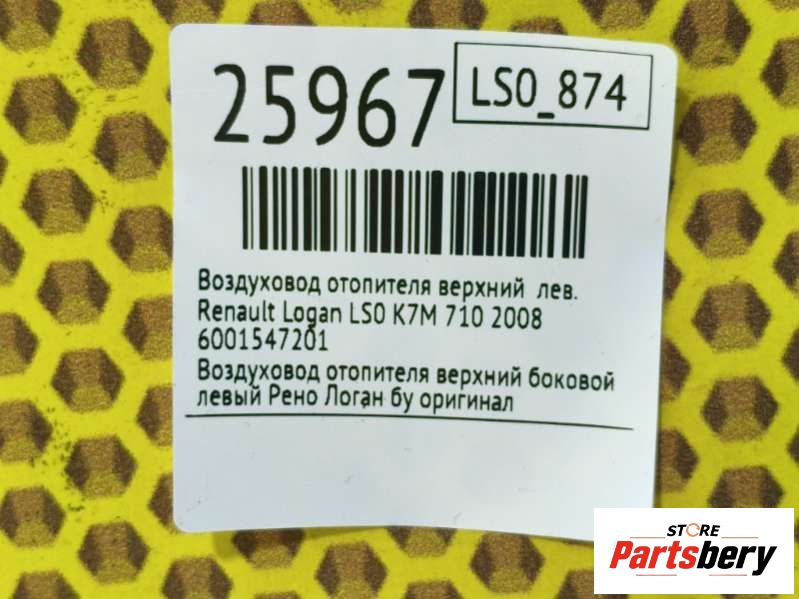 25967
LS0_874
Воздуховод отопителя верхний лев.
Renault Logan LS0 K7M 710 2008
6001547201
Воздуховод отопителя верхний боковой
левый Рено Логан бу оригинал
STORE
Partsbery